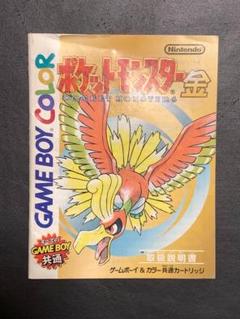 GAME BOY COLOR
Nintendo
ポケットモンスター金
POCKET MONSTERS
GAME BOY
共通
取扱説明書
ゲームボーイ&カラー共通カートリッジ